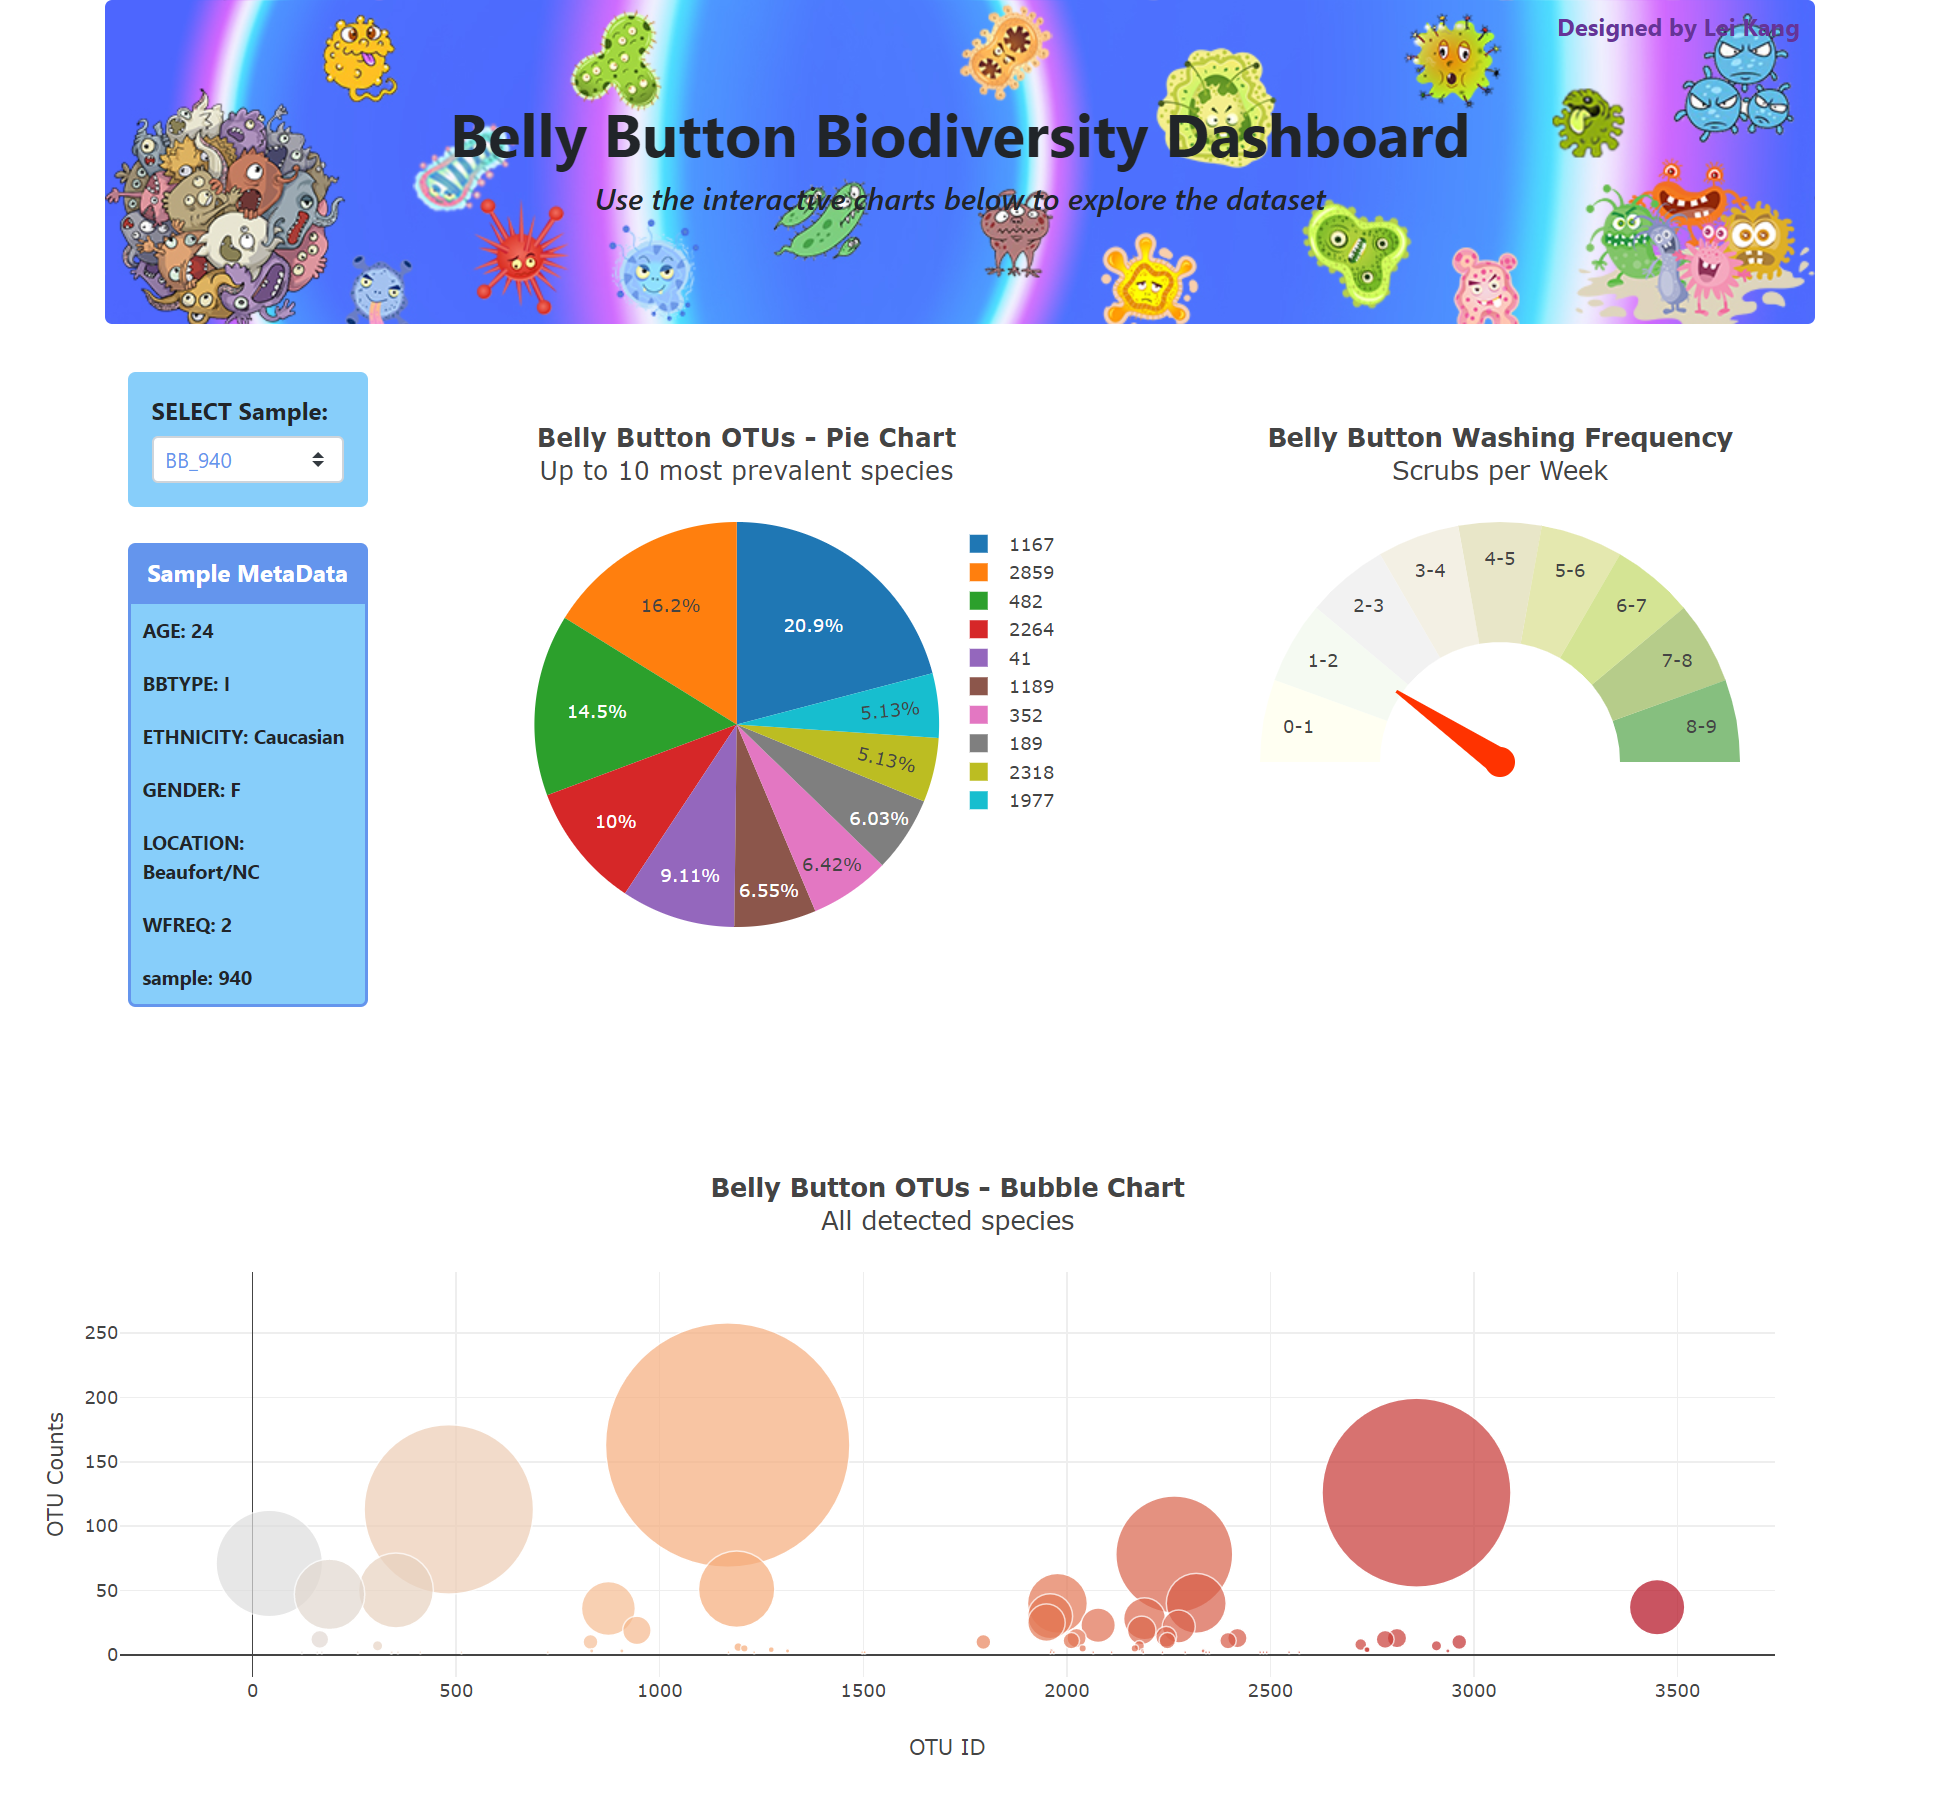 Designed by Lei Kang
Belly Button Biodiversity Dashboard
Use the interactive charts below to explore the dataset
SELECT Sample:
BB_940
Sample MetaData
AGE: 24
BBTYPE: I
ETHNICITY: Caucasian
GENDER: F
LOCATION:
Beaufort/NC
WFREQ: 2
sample: 940
Belly Button OTUs - Pie Chart
Up to 10 most prevalent species
20.9%
5.13%
5.13%
6.03%
6.42%
6.55%
9.11%
10%
14.5%
16.2%
1167
2859
482
2264
41
1189
352
189
2318
1977
Belly Button Washing Frequency
Scrubs per Week
0-1
1-2
2-3
3-4
4-5
5-6
6-7
7-8
8-9
Belly Button OTUs - Bubble Chart
All detected species
OTU Counts
250
200
150
100
50
0
0 500 1000 1500 2000 2500 3000 3500
OTU ID